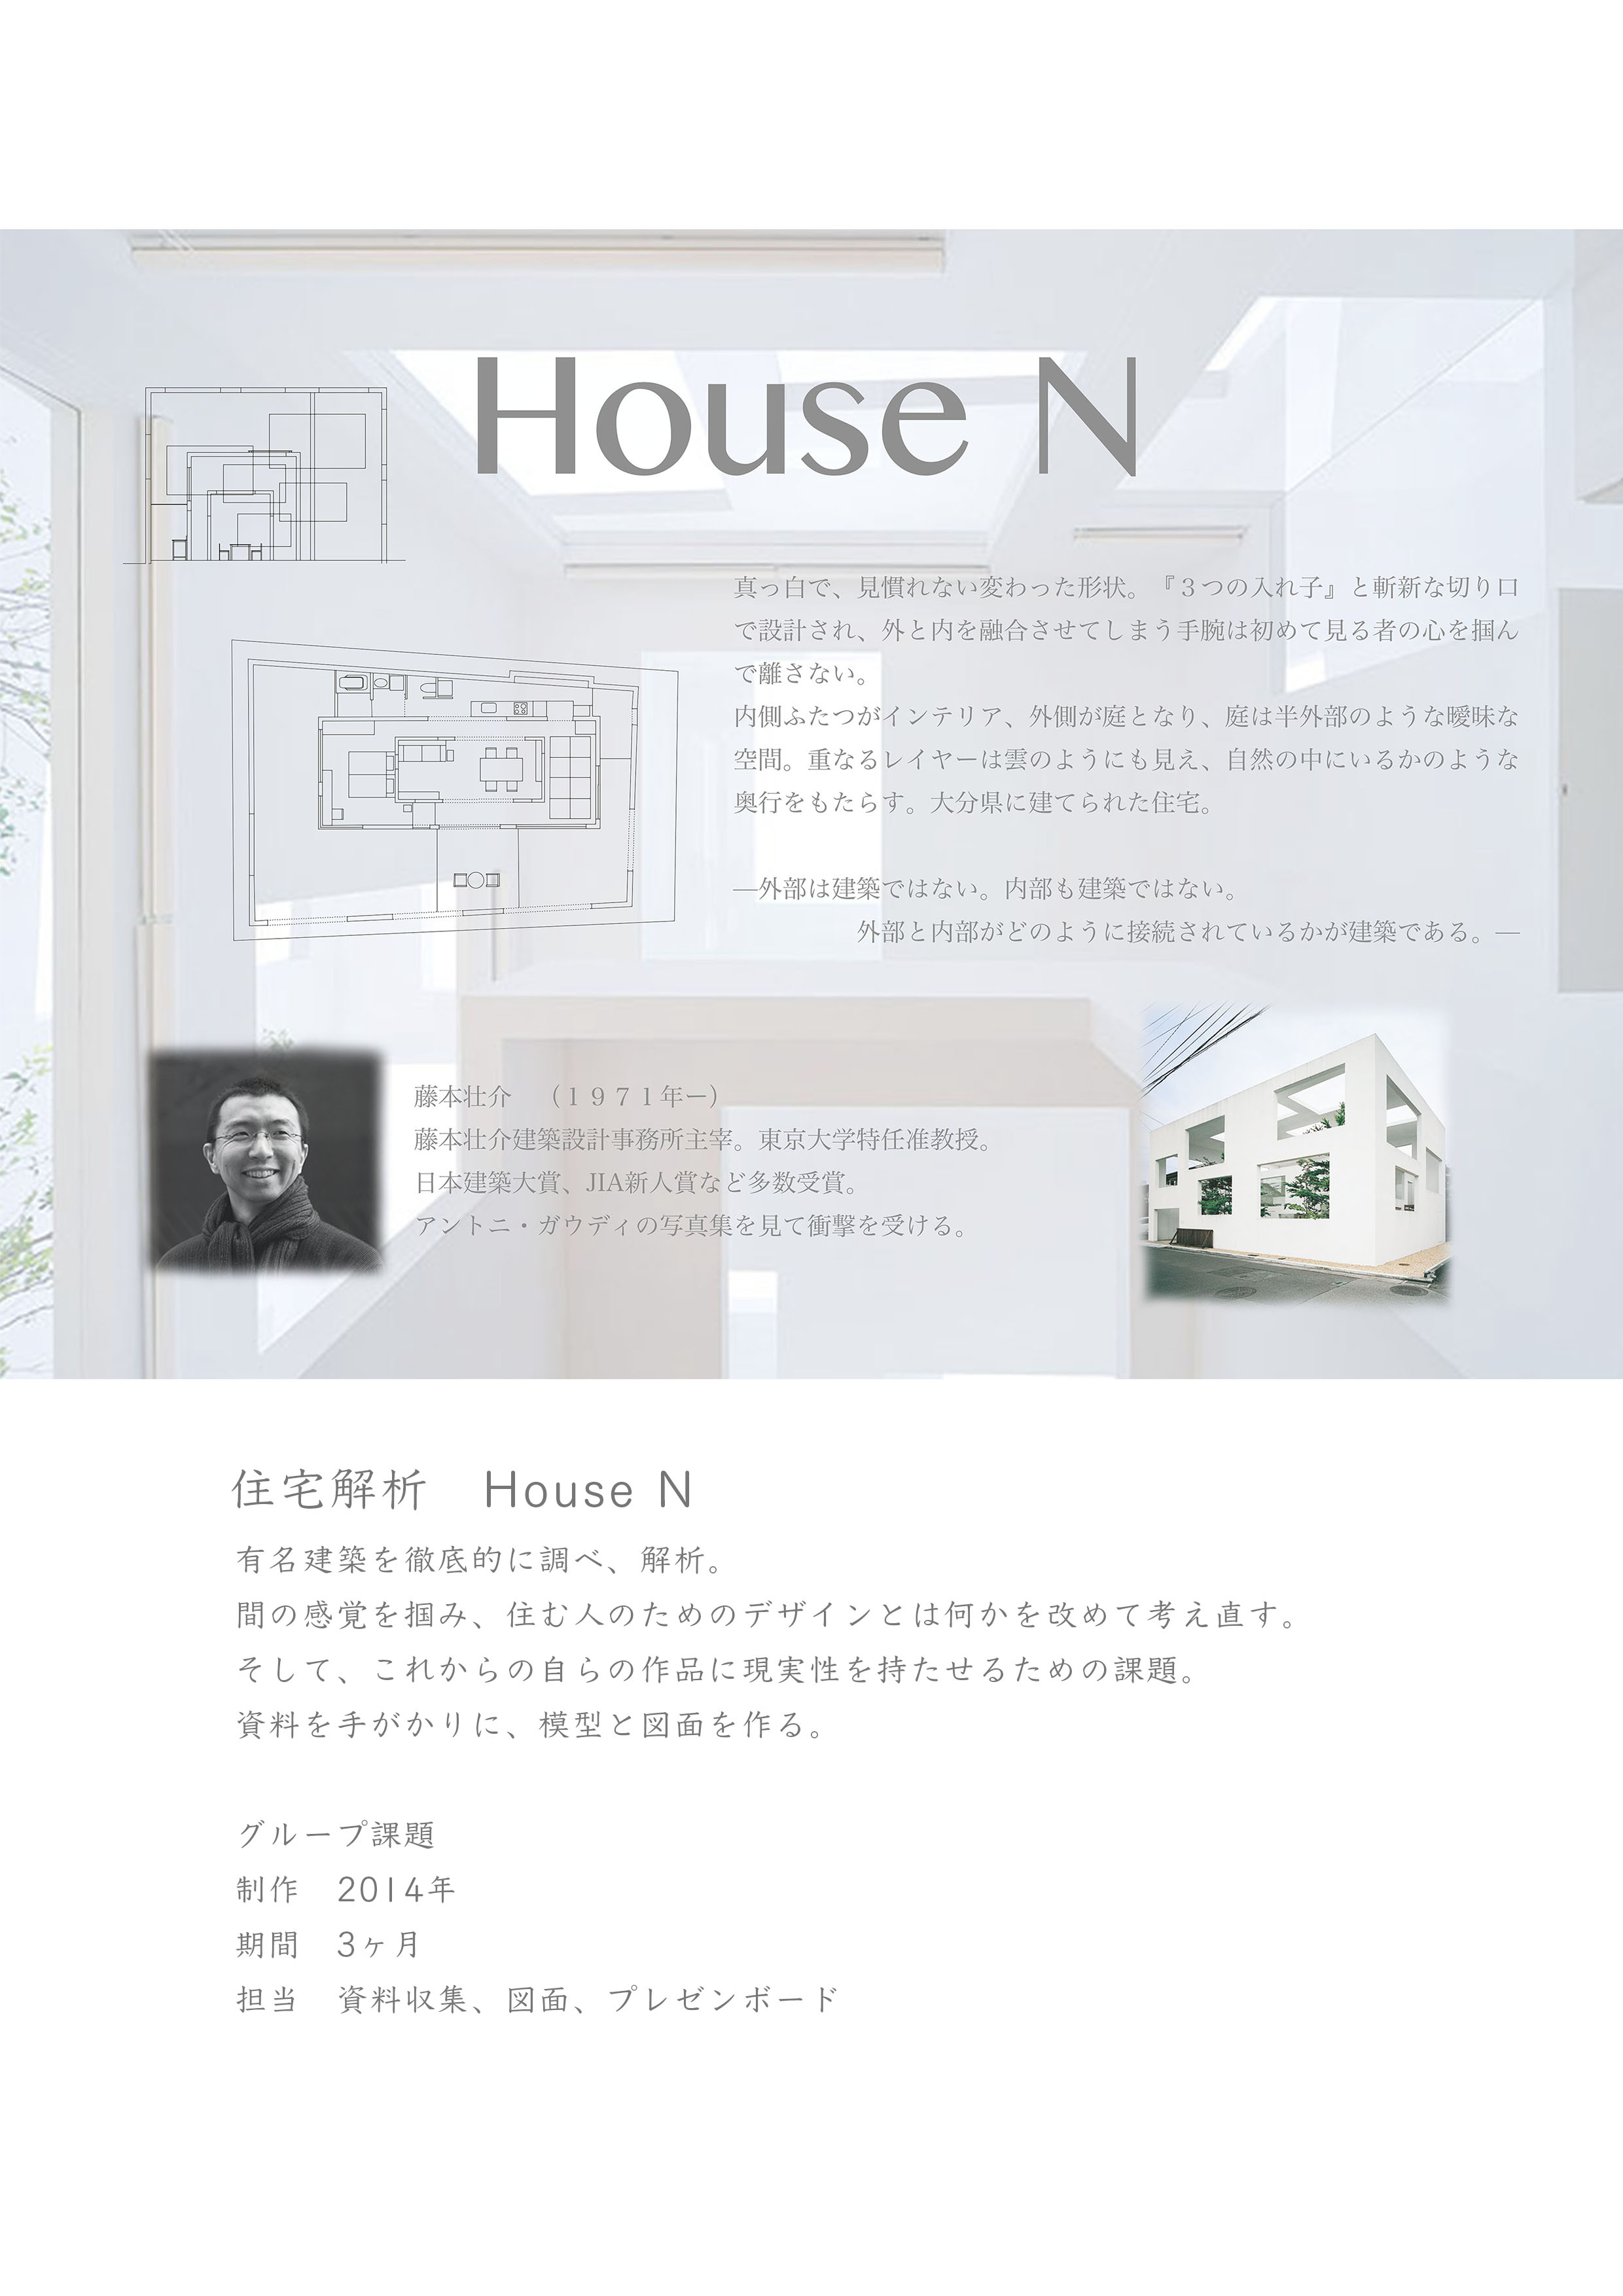 House N
真っ白で、見慣れない変わった形状。『３つの入れ子』と斬新な切り口
で設計され、外と内を融合させてしまう手腕は初めて見る者の心を掴ん
で離さない。
内側ふたつがインテリア、外側が庭となり、庭は半外部のような曖昧な
空間。重なるレイヤーは雲のようにも見え、自然の中にいるかのような
奥行をもたらす。大分県に建てられた住宅。
―外部は建築ではない。内部も建築ではない。
外部と内部がどのように接続されているかが建築である。―
藤本壮介　（１９７１年ー）
藤本壮介建築設計事務所主宰。東京大学特任准教授。
日本建築大賞、JIA新人賞など多数受賞。
アントニ・ガウディの写真集を見て衝撃を受ける。
住宅解析　House N
有名建築を徹底的に調べ、解析。
間の感覚を掴み、住む人のためのデザインとは何かを改めて考え直す。
そして、これからの自らの作品に現実性を持たせるための課題。
資料を手がかりに、模型と図面を作る。
グループ課題
制作　2014年
期間　3ヶ月
担当　資料収集、図面、プレゼンボード